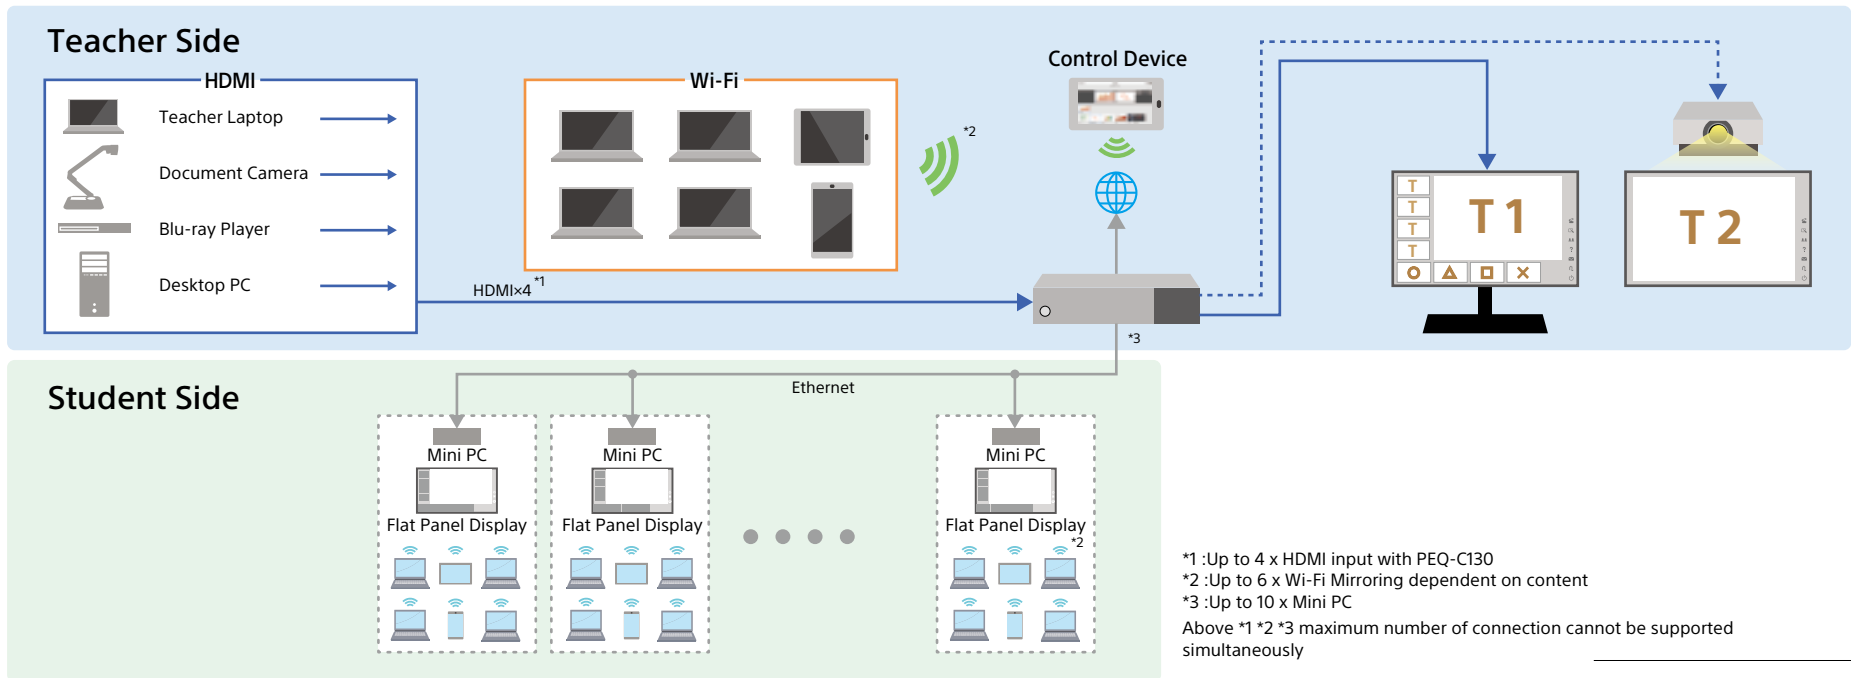 Teacher Side
HDMI
Teacher Laptop
Document Camera
Blu-ray Player
Desktop PC
Wi-Fi
*2
Control Device
HDMI×4 *1
*3
T
T
T
T
T 1
T 2
Student Side
Ethernet
Mini PC
Flat Panel Display
Mini PC
Flat Panel Display
Mini PC
Flat Panel Display
*2
*1 :Up to 4 x HDMI input with PEQ-C130
*2 :Up to 6 x Wi-Fi Mirroring dependent on content
*3 :Up to 10 x Mini PC
Above *1 *2 *3 maximum number of connection cannot be supported
simultaneously